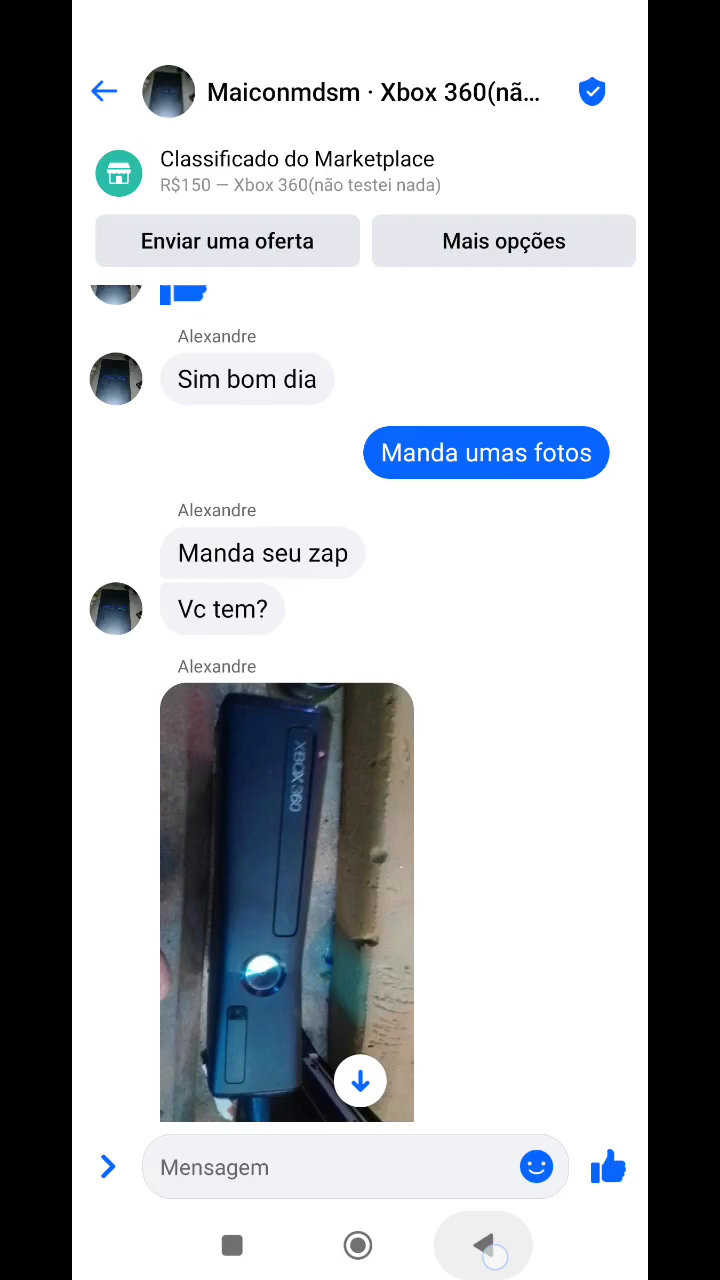 Maiconmdsm · Xbox 360(nã...
Classificado do Marketplace
R$150 — Xbox 360(não testei nada)
Enviar uma oferta
Mais opções
Alexandre
Sim bom dia
Manda umas fotos
Alexandre
Manda seu zap
Vc tem?
Alexandre
XBOX 360
Mensagem